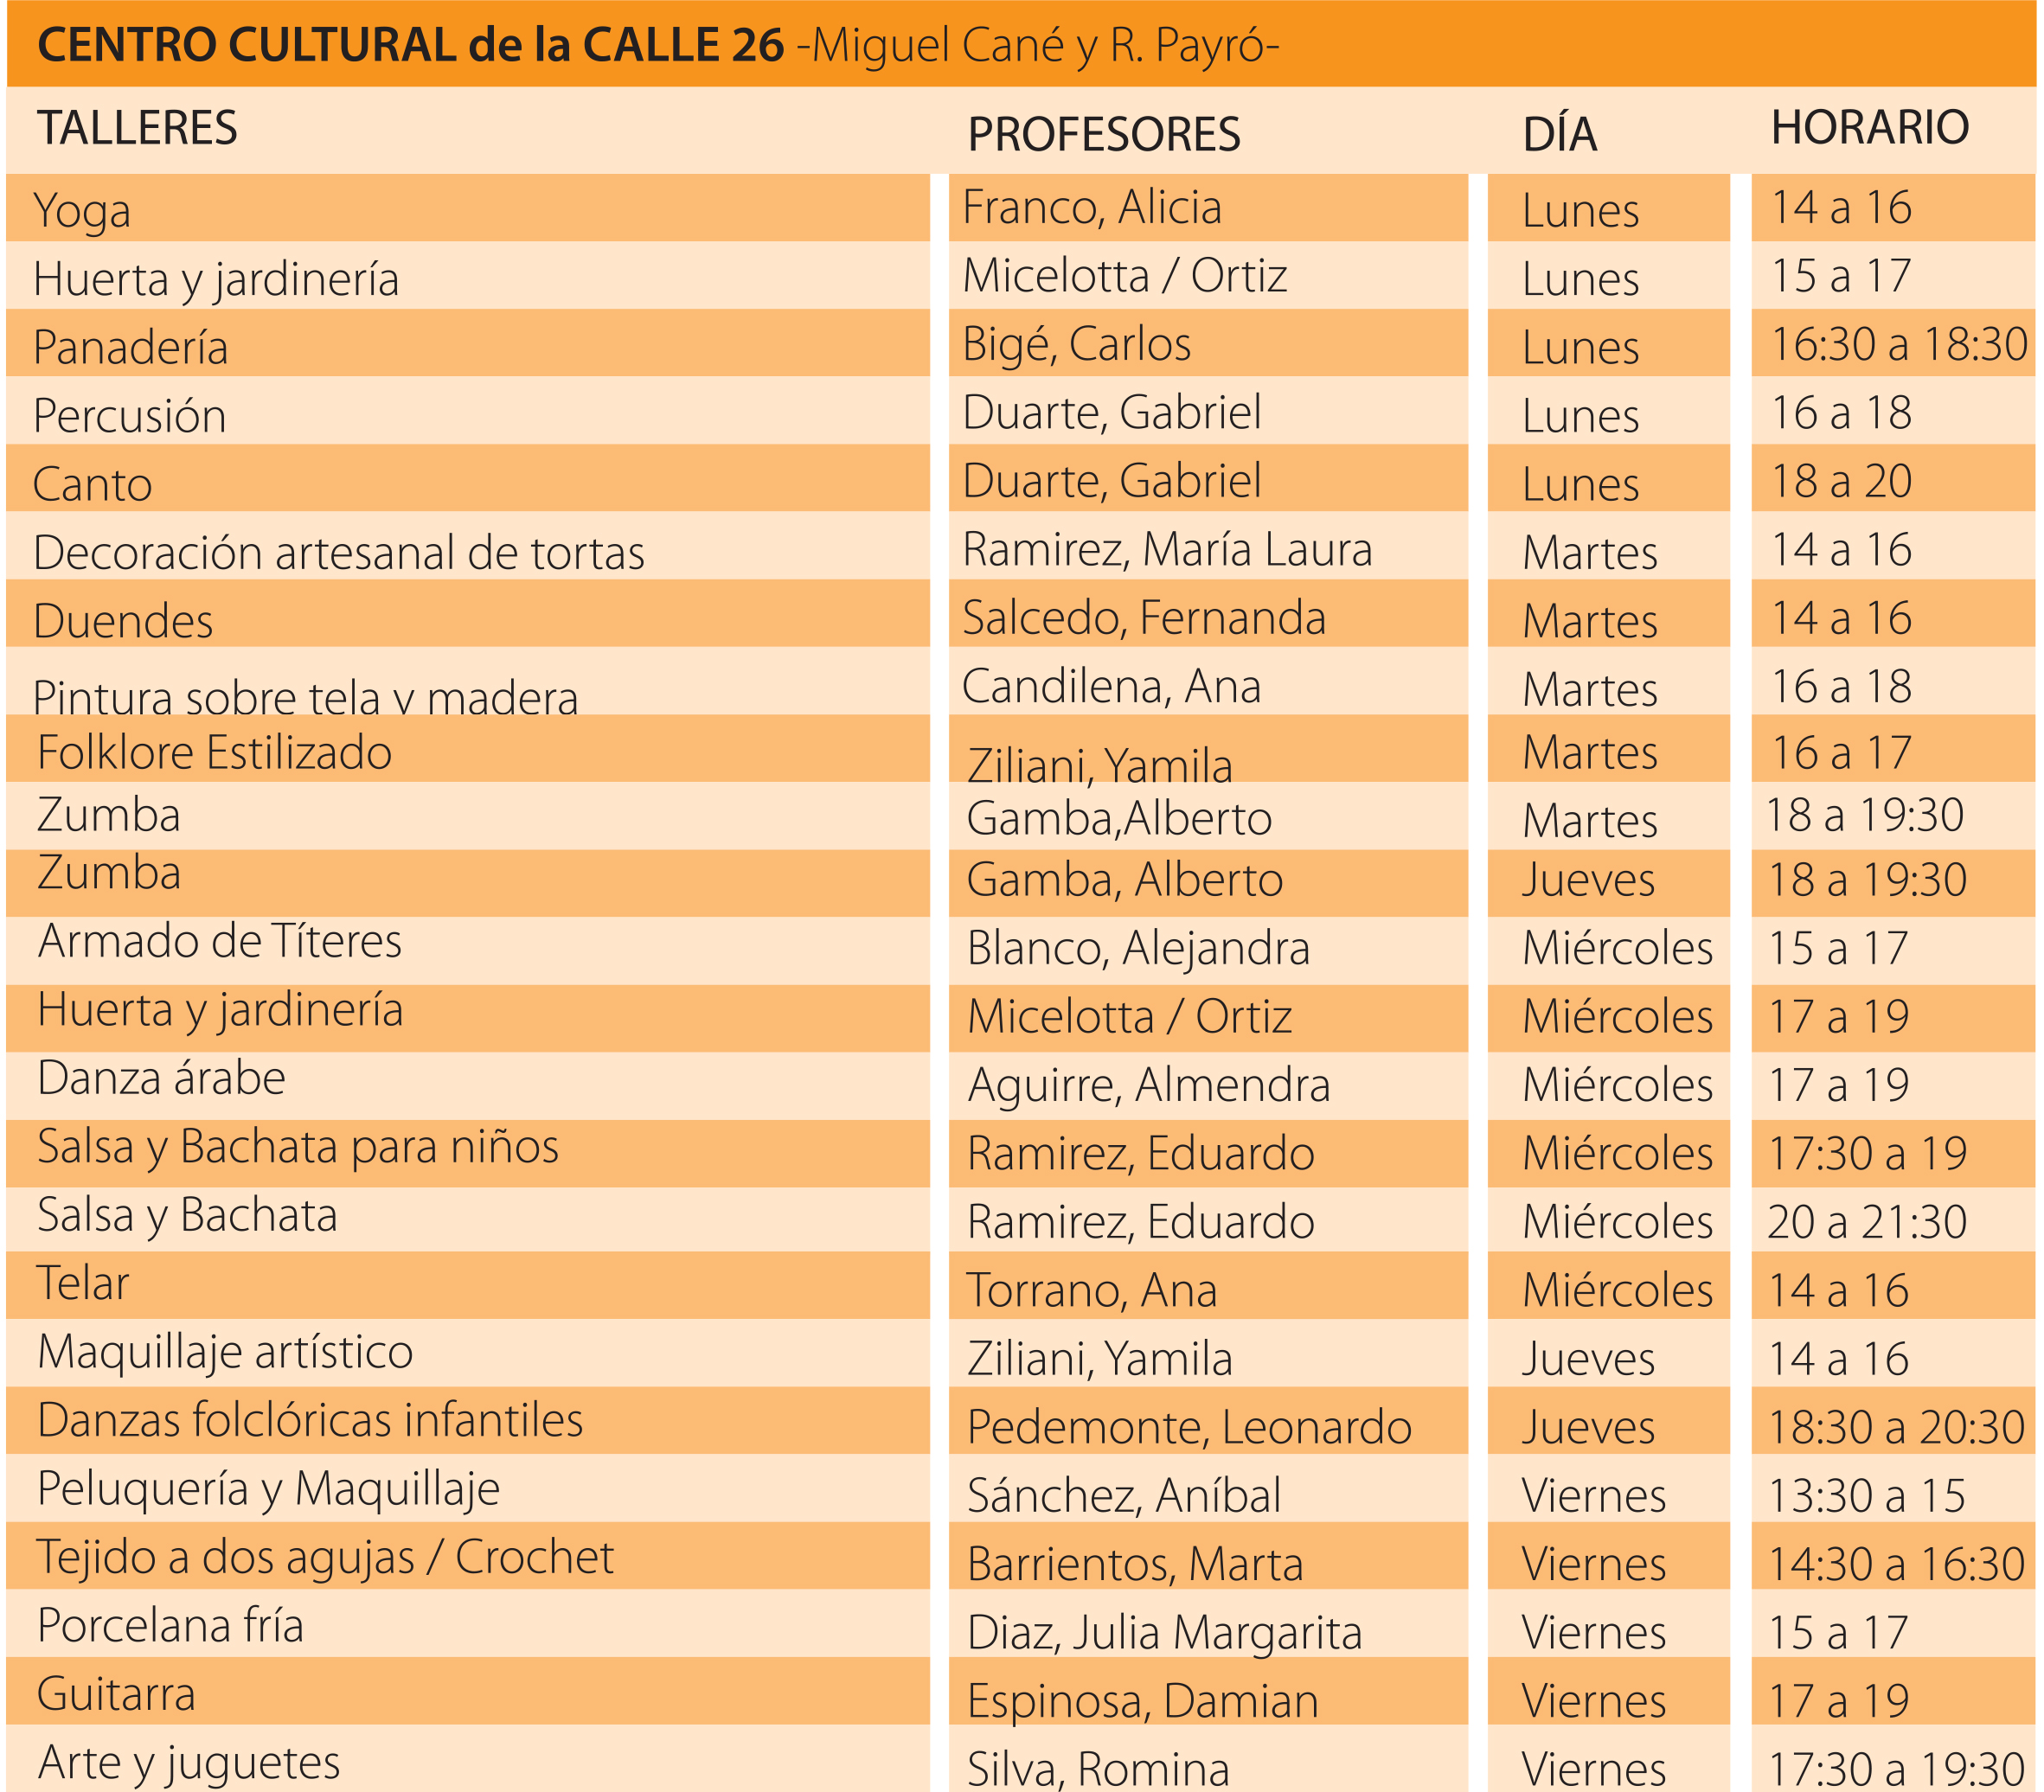 CENTRO CULTURAL de la CALLE 26 -Miguel Cané y R. Payró-
TALLERES PROFESORES DÍA HORARIO
Yoga Franco, Alicia Lunes 14 a 16
Huerta y jardinería Micelotta / Ortiz Lunes 15 a 17
Panadería Bigé, Carlos Lunes 16:30 a 18:30
Percusión Duarte, Gabriel Lunes 16 a 18
Canto Duarte, Gabriel Lunes 18 a 20
Decoración artesanal de tortas Ramirez, María Laura Martes 14 a 16
Duendes Salcedo, Fernanda Martes 14 a 16
Pintura sobre tela y madera Candilena, Ana Martes 16 a 18
Folklore Estilizado Ziliani, Yamila Martes 16 a 17
Zumba Gamba,Alberto Martes 18 a 19:30
Zumba Gamba, Alberto Jueves 18 a 19:30
Armado de Títeres Blanco, Alejandra Miércoles 15 a 17
Huerta y jardinería Micelotta / Ortiz Miércoles 17 a 19
Danza árabe Aguirre, Almendra Miércoles 17 a 19
Salsa y Bachata para niños Ramirez, Eduardo Miércoles 17:30 a 19
Salsa y Bachata Ramirez, Eduardo Miércoles 20 a 21:30
Telar Torrano, Ana Miércoles 14 a 16
Maquillaje artístico Ziliani, Yamila Jueves 14 a 16
Danzas folclóricas infantiles Pedemonte, Leonardo Jueves 18:30 a 20:30
Peluquería y Maquillaje Sánchez, Aníbal Viernes 13:30 a 15
Tejido a dos agujas / Crochet Barrientos, Marta Viernes 14:30 a 16:30
Porcelana fría Diaz, Julia Margarita Viernes 15 a 17
Guitarra Espinosa, Damian Viernes 17 a 19
Arte y juguetes Silva, Romina Viernes 17:30 a 19:30